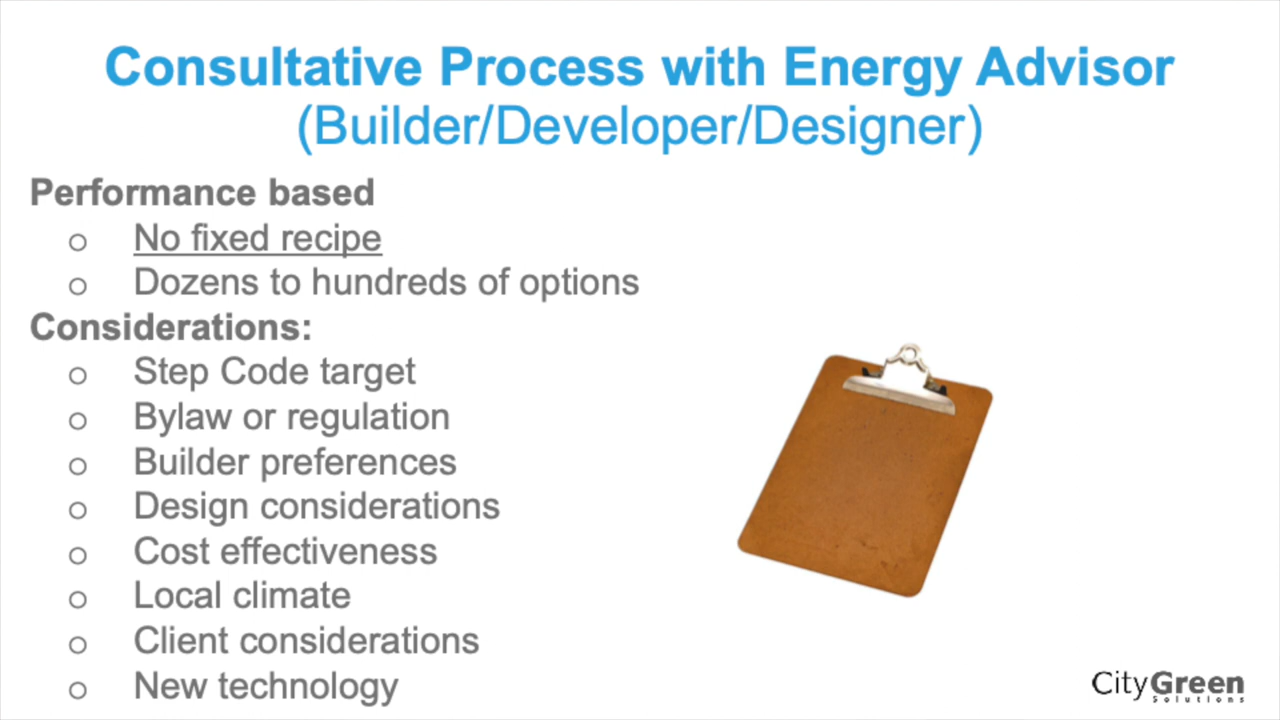 Consultative Process with Energy Advisor
(Builder/Developer/Designer)
Performance based
o No fixed recipe
o Dozens to hundreds of options
Considerations:
o Step Code target
o Bylaw or regulation
o Builder preferences
o Design considerations
o Cost effectiveness
o Local climate
o Client considerations
o New technology
CityGreen
Solutions